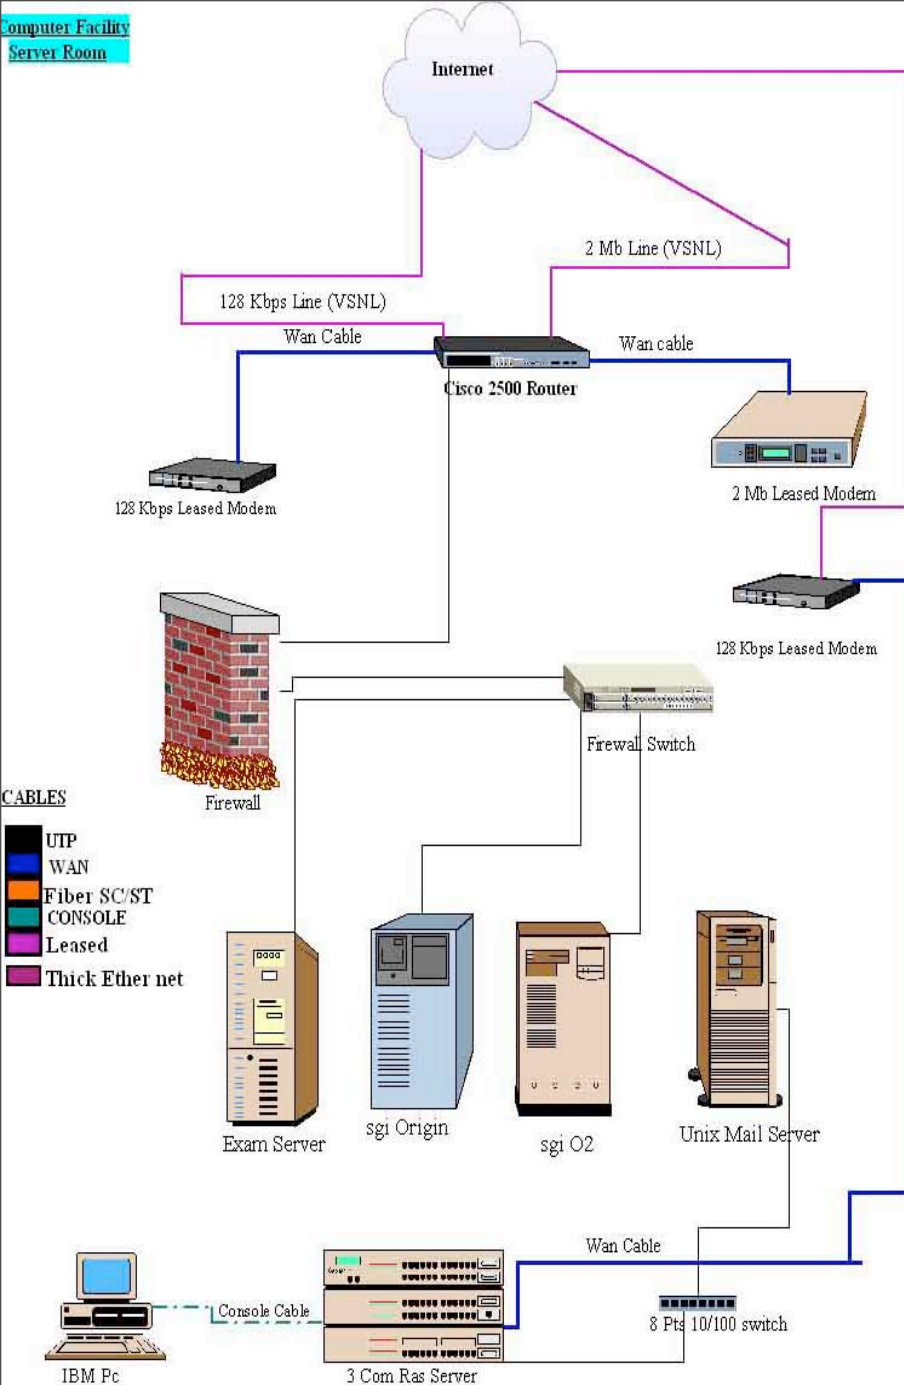 Computer Facility
Server Room
Internet
2 Mb Line (VSNL)
128 Kbps Line (VSNL)
Wan Cable
Wan cable
Cisco 2500 Router
2 Mb Leased Modem
128 Kbps Leased Modem
128 Kbps Leased Modem
Firewall Switch
Firewall
CABLES
UTP
WAN
Fiber SC/ST
CONSOLE
Leased
Thick Ether net
Exam Server
sgi Origin
sgi O2
Unix Mail Server
Wan Cable
Console Cable
8 Pts 10/100 switch
IBM Pc
3 Com Ras Server